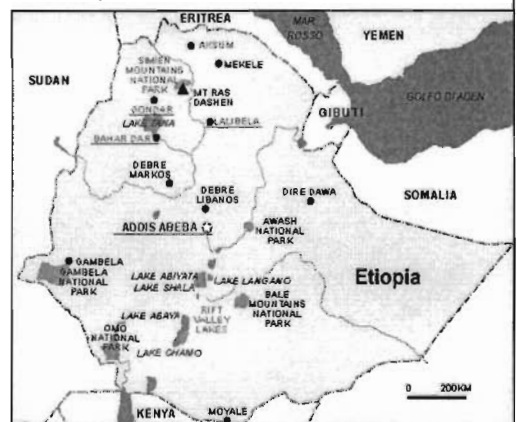 ERITREA
MAR
ROSSO
YEMEN
AKSUM
SUDAN
SIMIEN
MOUNTAINS
NATIONAL
PARK
MEKELE
MT RAS
DASHEN
GOLFO DI ADEN
GONDAR
LALIBELA
GIBUTI
LAKE TANA
BAHAR DAR
DEBRE
MARKOS
DEBRE
LIBANOS
DIRE DAWA
SOMALIA
ADDIS ABEBA
AWASH
NATIONAL
PARK
GAMBELA
GAMBELA
NATIONAL
PARK
LAKE ABIYATA
LAKE SHALA
LAKE LANGANO
Etiopia
BALE
MOUNTAINS
NATIONAL
PARK
RIFT
VALLEY
LAKES
LAKE ABAYA
OMO
NATIONAL
PARK
LAKE CHAMO
0 200KM
KENYA
MOYALE